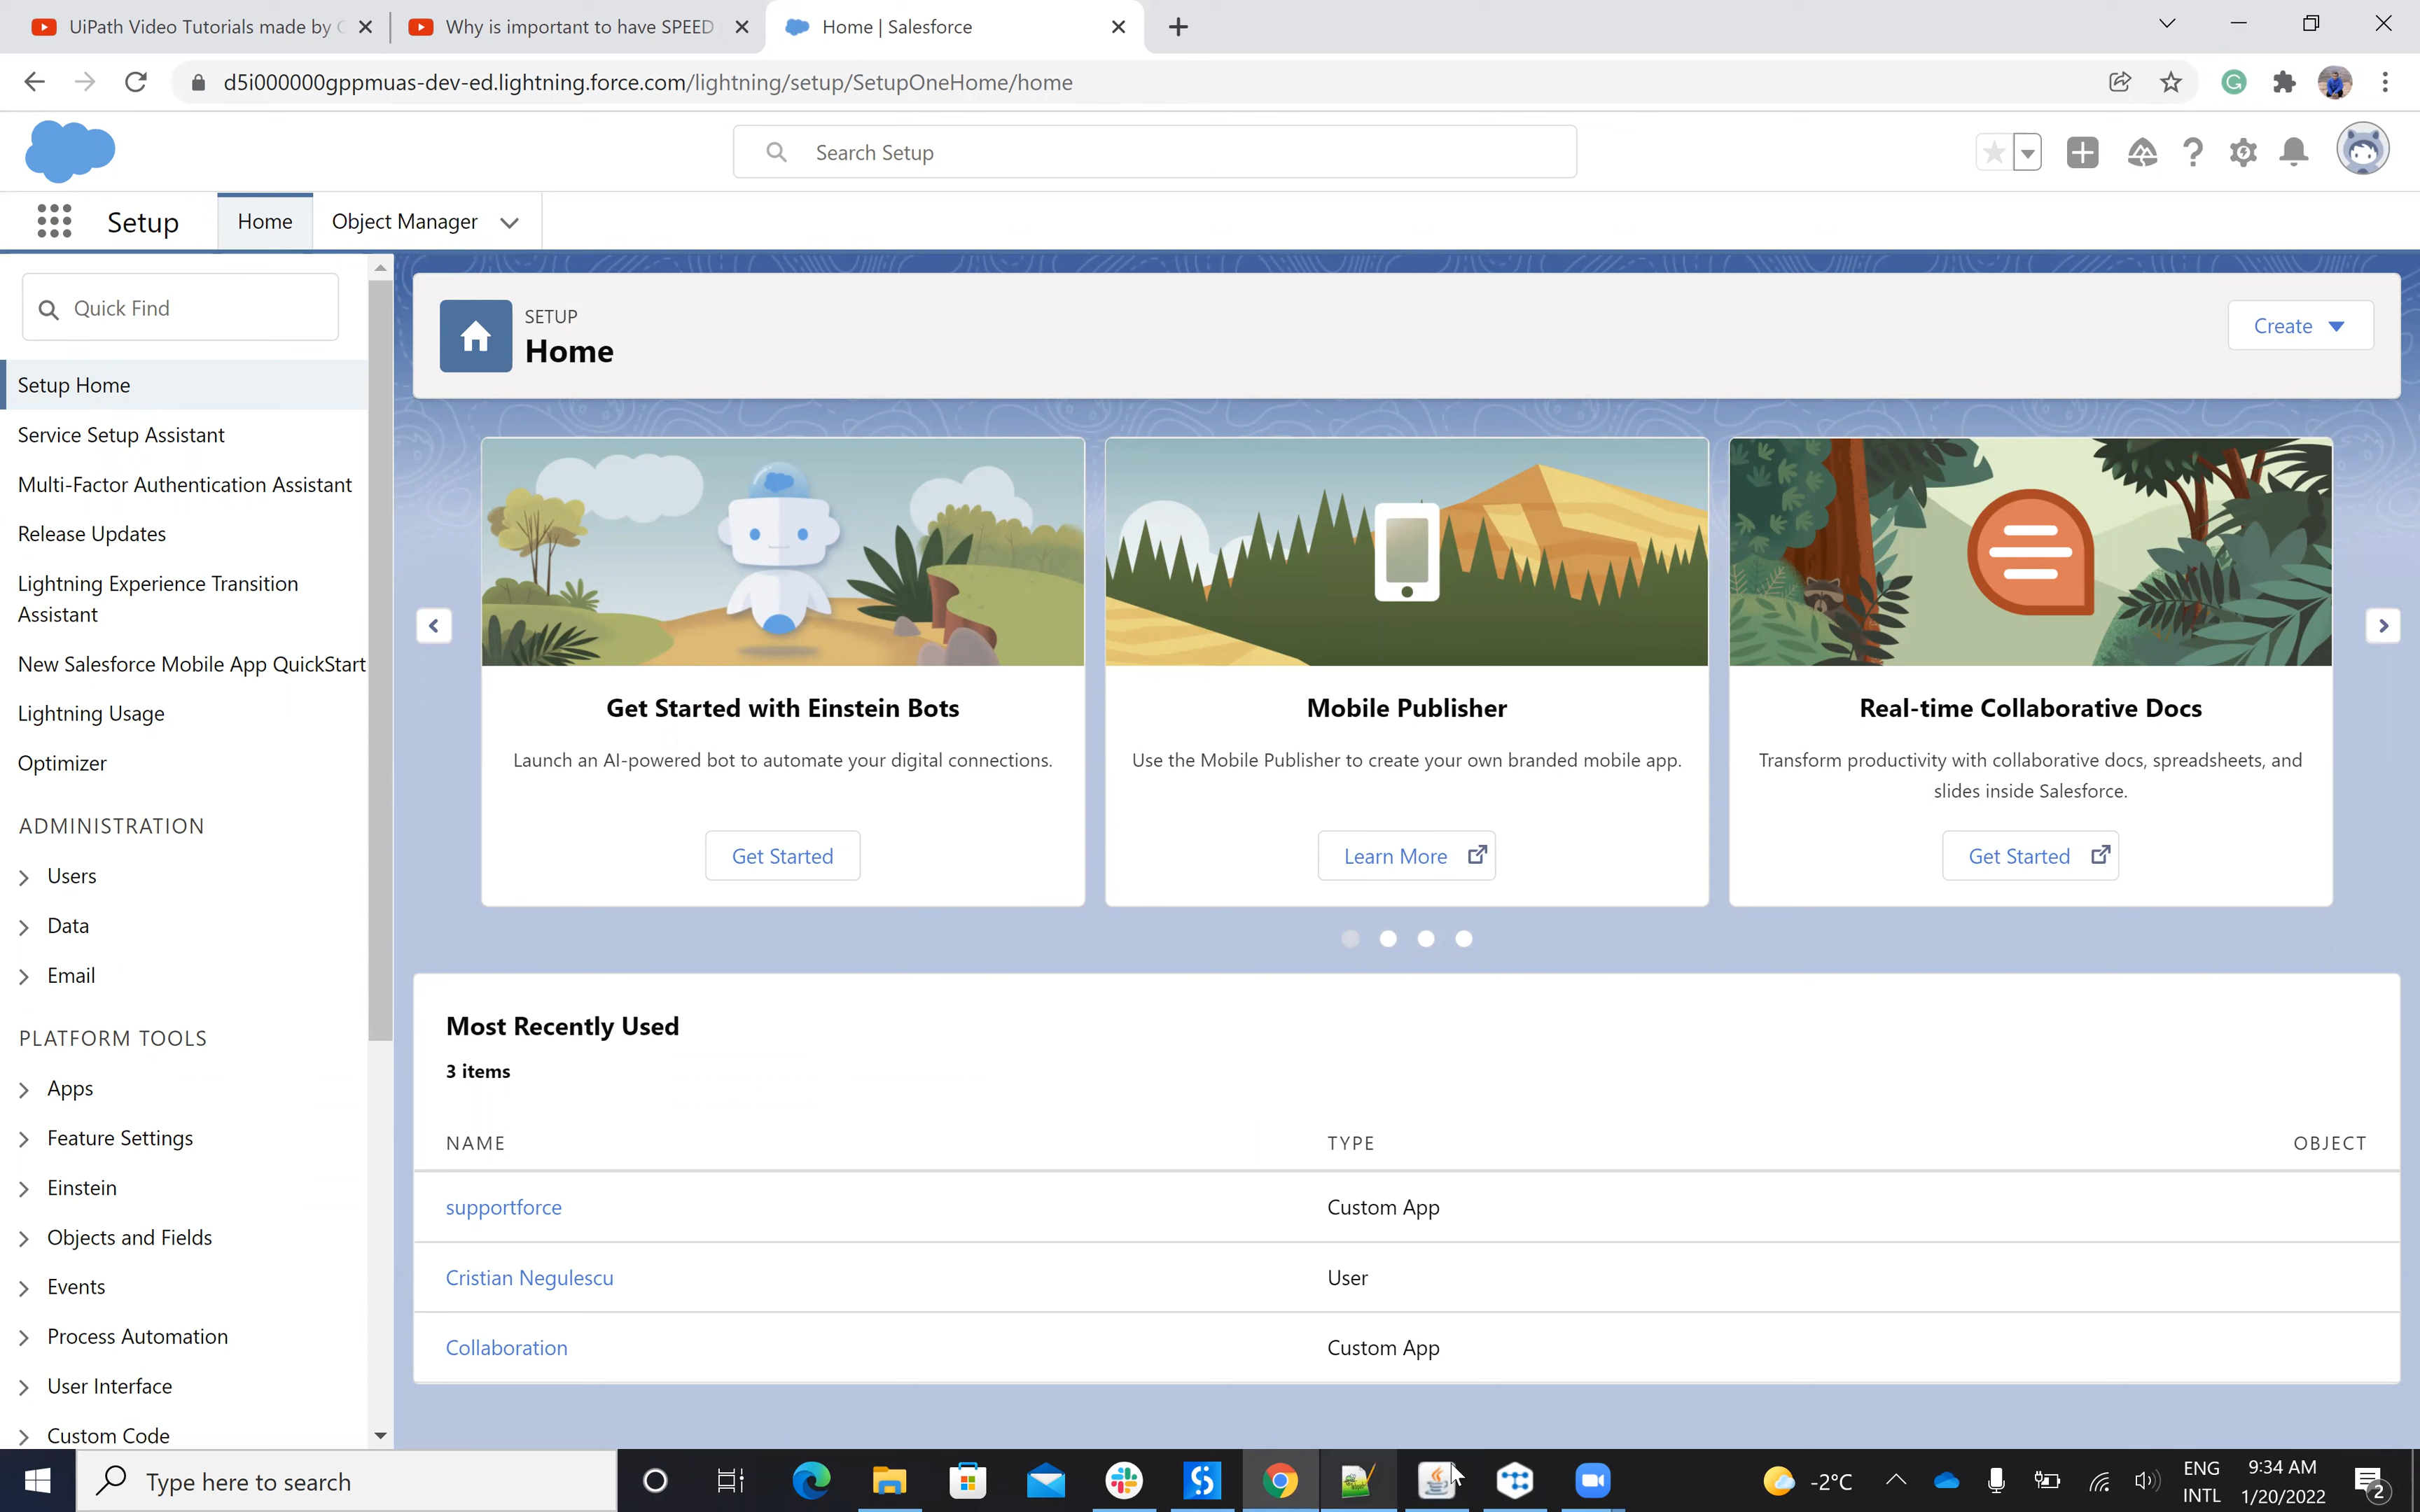 UiPath Video Tutorials made by
Why is important to have SPEED
Home | Salesforce
d5i000000gppmuas-dev-ed.lightning.force.com/lightning/setup/SetupOneHome/home
Search Setup
Setup
Home
Object Manager
Quick Find
Setup Home
Service Setup Assistant
Multi-Factor Authentication Assistant
Release Updates
Lightning Experience Transition
Assistant
New Salesforce Mobile App QuickStart
Lightning Usage
Optimizer
ADMINISTRATION
Users
Data
Email
PLATFORM TOOLS
Apps
Feature Settings
Einstein
Objects and Fields
Events
Process Automation
User Interface
Custom Code
SETUP
Home
Create
Get Started with Einstein Bots
Launch an AI-powered bot to automate your digital connections.
Get Started
Mobile Publisher
Use the Mobile Publisher to create your own branded mobile app.
Learn More
Real-time Collaborative Docs
Transform productivity with collaborative docs, spreadsheets, and
slides inside Salesforce.
Get Started
Most Recently Used
3 items
NAME TYPE OBJECT
supportforce Custom App
Cristian Negulescu User
Collaboration Custom App
Type here to search
-2°C
ENG
INTL
9:34 AM
1/20/2022
2